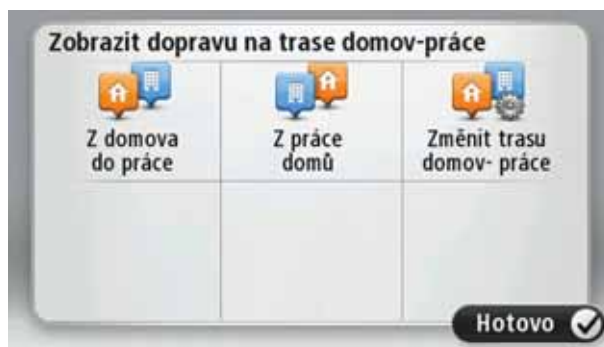 Zobrazit dopravu na trase domov-práce
Z domova
do práce
Z práce
domů
Změnit trasu
domov- práce
Hotovo